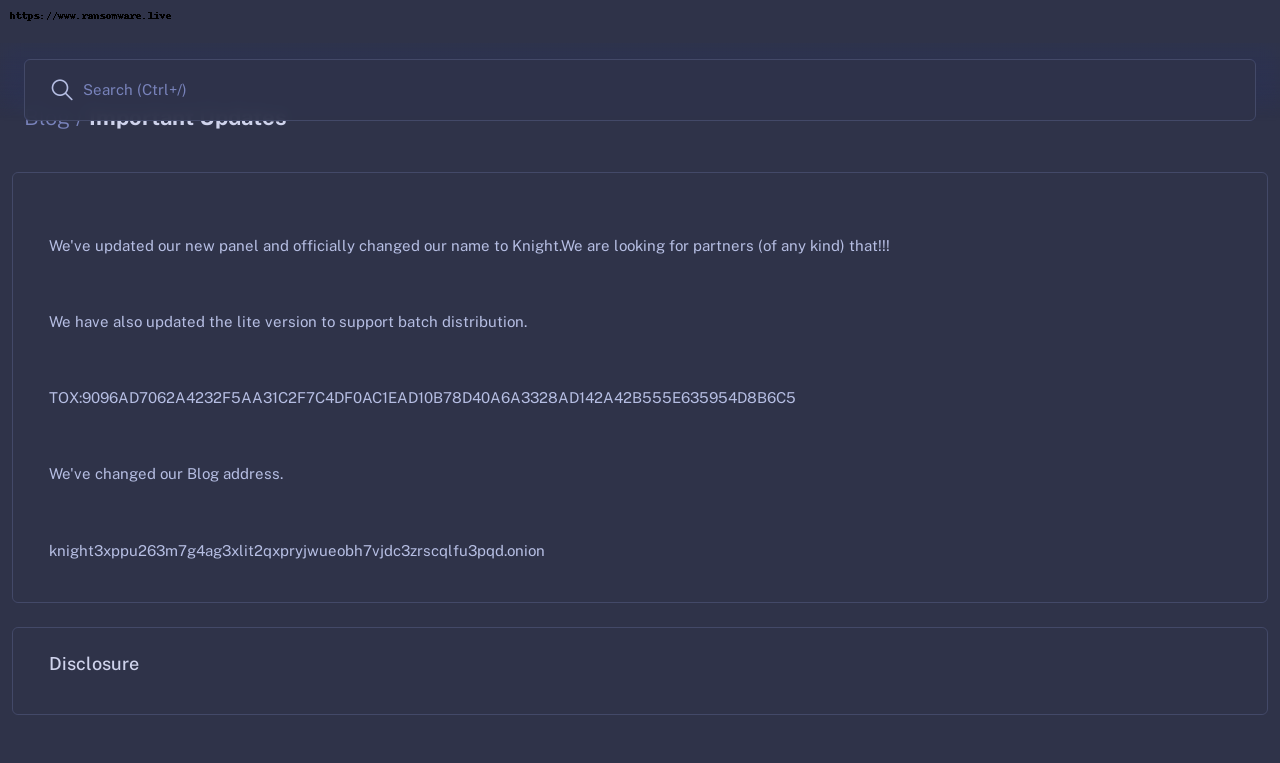 https://www.ransomware.live
Search (Ctrl+/)
Blog / Important Updates
We've updated our new panel and officially changed our name to Knight.We are looking for partners (of any kind) that!!!
We have also updated the lite version to support batch distribution.
TOX:9096AD7062A4232F5AA31C2F7C4DF0AC1EAD10B78D40A6A3328AD142A42B555E635954D8B6C5
We've changed our Blog address.
knight3xppu263m7g4ag3xlit2qxpryjwueobh7vjdc3zrscqlfu3pqd.onion
Disclosure